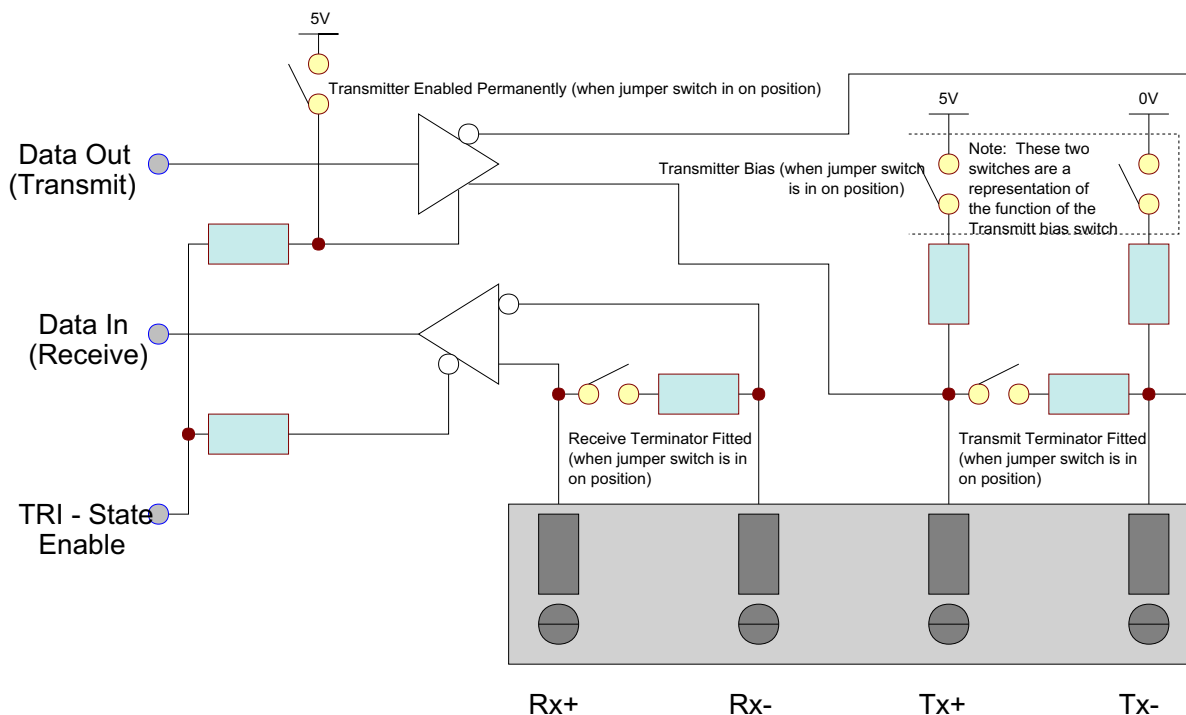 5V
Transmitter Enabled Permanently (when jumper switch in on position)
5V
0V
Data Out
(Transmit)
Transmitter Bias (when jumper switch
is in on position)
Note: These two
switches are a
representation of
the function of the
Transmitt bias switch
Data In
(Receive)
Receive Terminator Fitted
(when jumper switch is in
on position)
Transmit Terminator Fitted
(when jumper switch is in
on position)
TRI - State
Enable
Rx+
Rx-
Tx+
Tx-